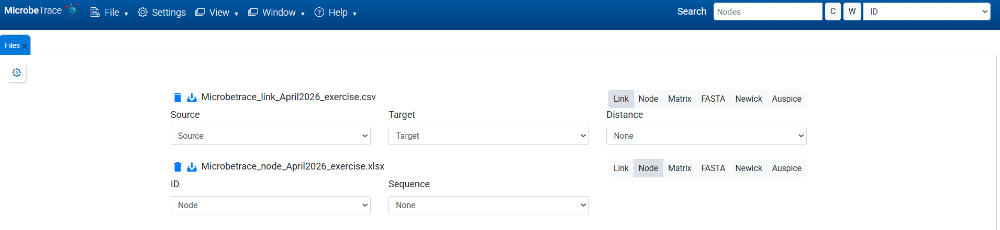 MicrobeTrace File Settings View Window Help Search Nodes C W ID
Files
Microbetrace_link_April2026_exercise.csv Link Node Matrix FASTA Newick Auspice
Source Target Distance
Source Target None
Microbetrace_node_April2026_exercise.xlsx Link Node Matrix FASTA Newick Auspice
ID Sequence
Node None